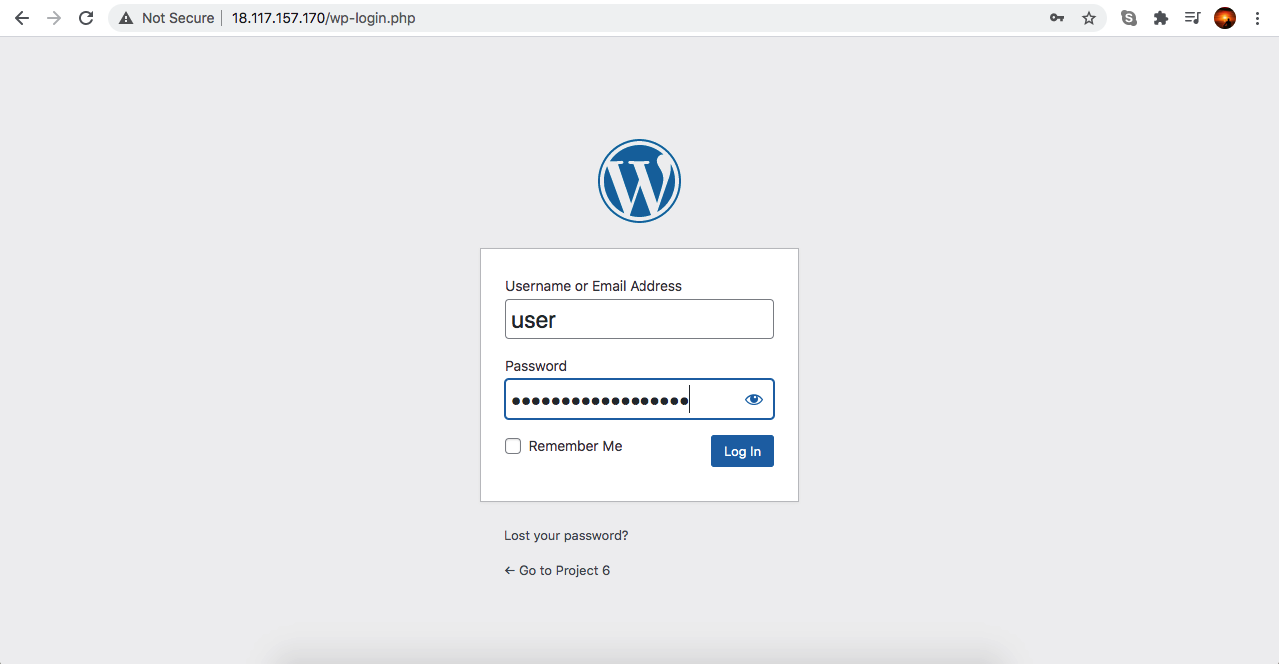 Not Secure 18.117.157.170/wp-login.php
Username or Email Address
user
Password
••••••••••••••••••
Remember Me
Log In
Lost your password?
← Go to Project 6